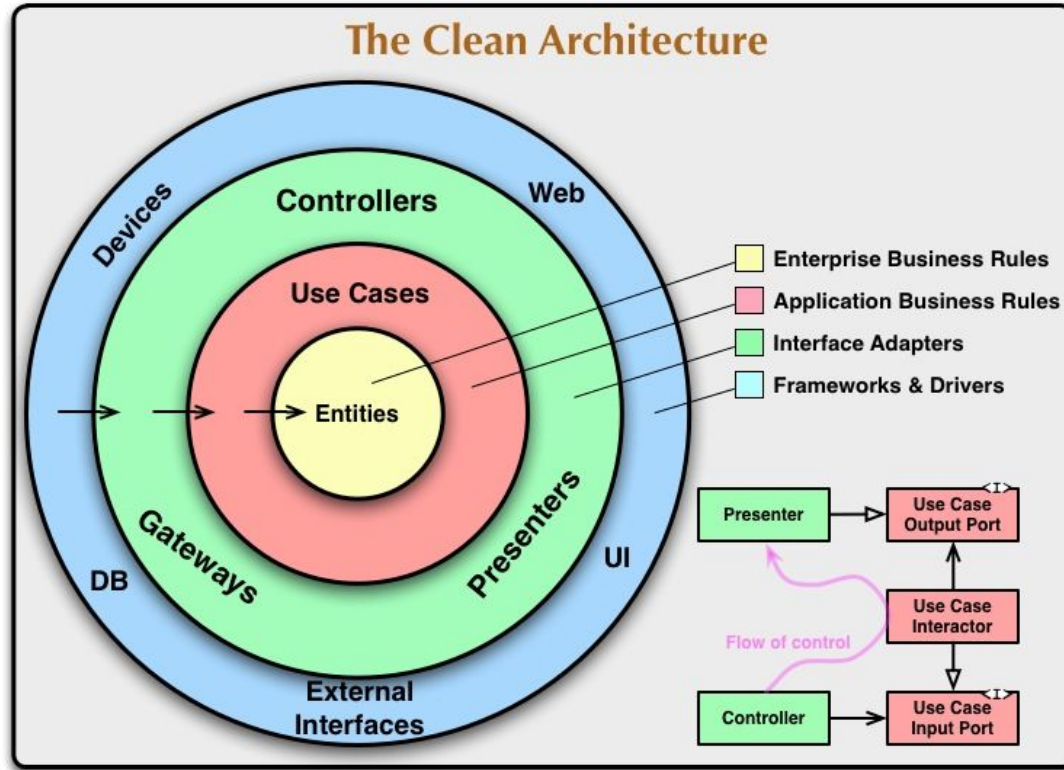 The Clean Architecture
Devices
Web
Controllers
Use Cases
Entities
Gateways
Presenters
DB
UI
External
Interfaces
Enterprise Business Rules
Application Business Rules
Interface Adapters
Frameworks & Drivers
Presenter
<I>
Use Case
Output Port
Flow of control
Use Case
Interactor
Controller
<I>
Use Case
Input Port